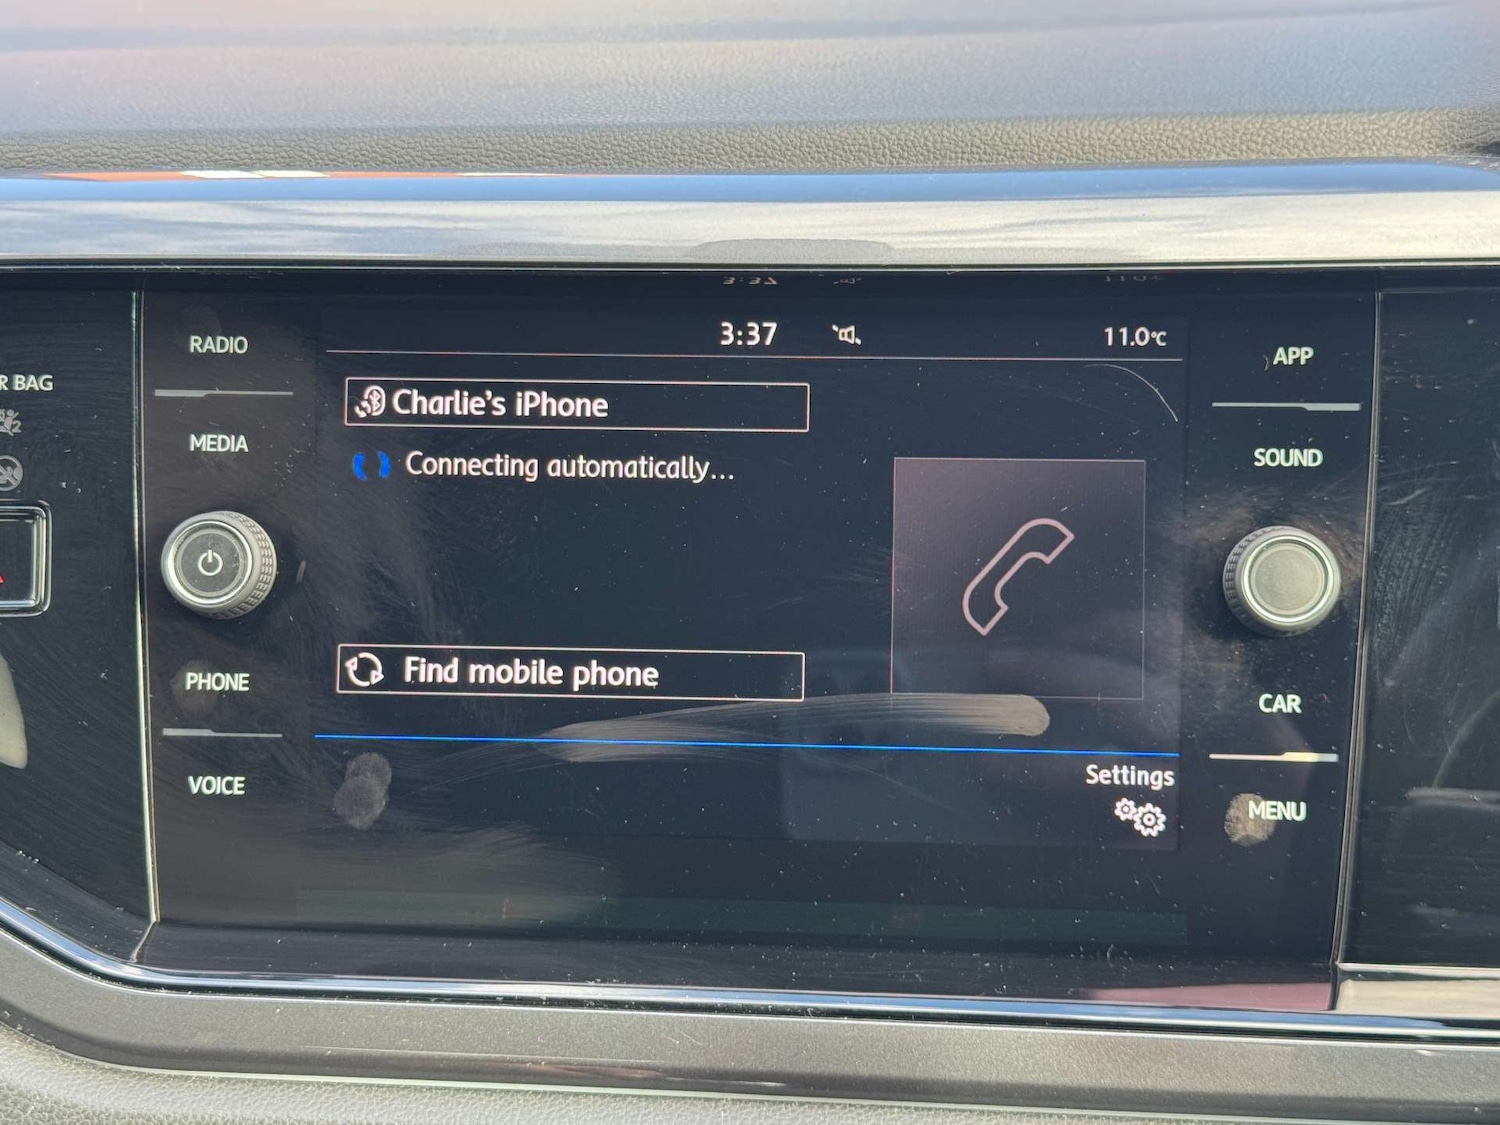 3:37
11.0°C
RADIO
MEDIA
PHONE
VOICE
R BAG
Charlie's iPhone
Connecting automatically...
Find mobile phone
Settings
APP
SOUND
CAR
MENU